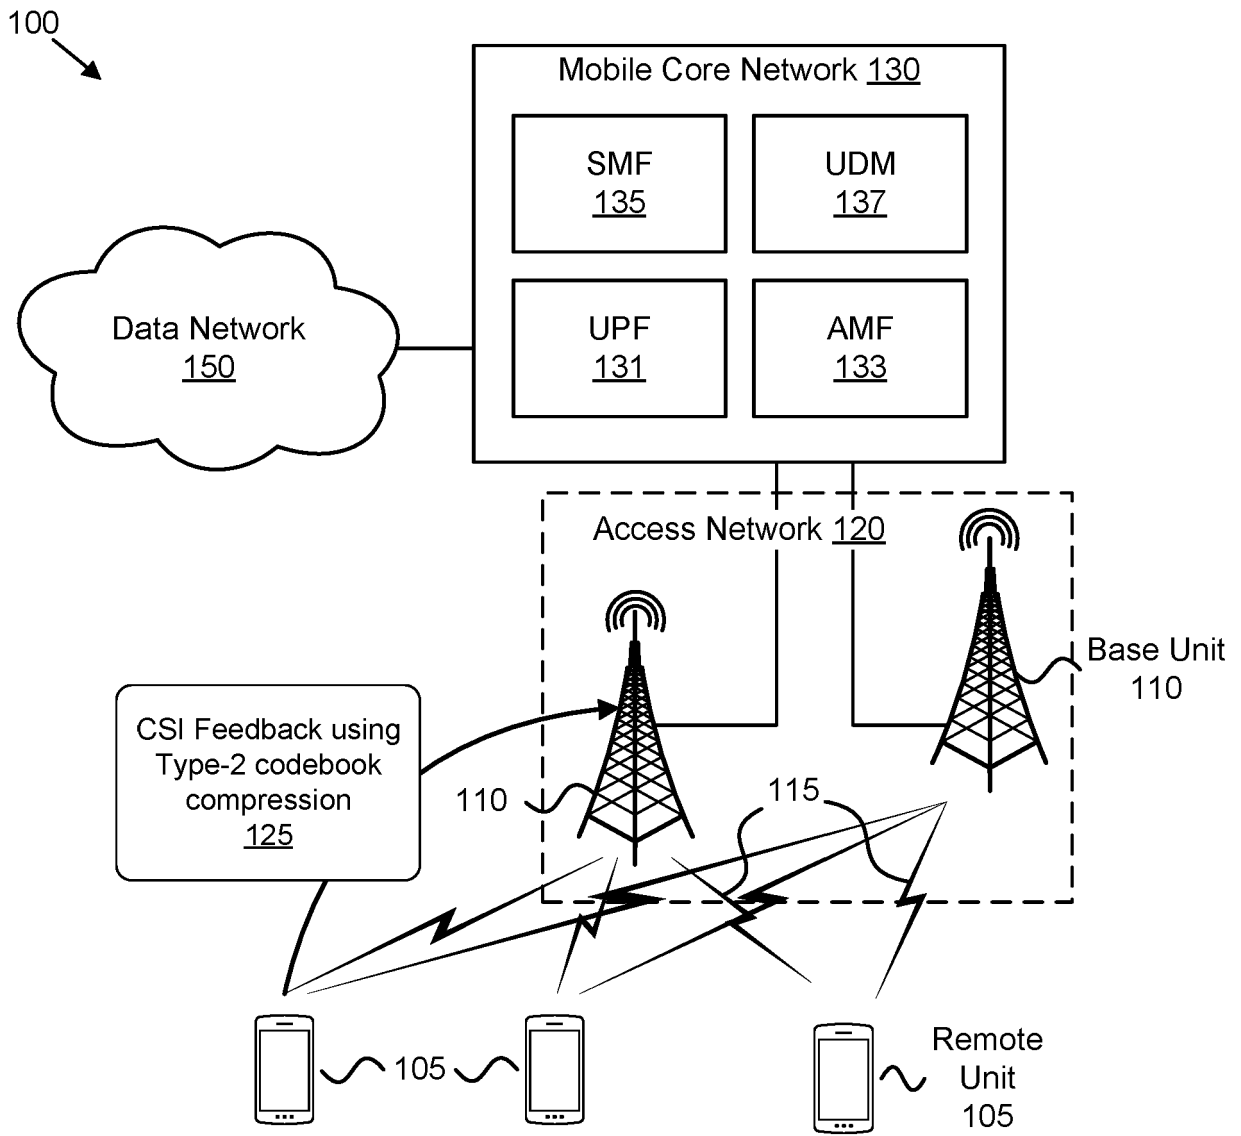 100
Mobile Core Network 130
SMF
135
UDM
137
UPF
131
AMF
133
Data Network
150
Access Network 120
Base Unit
110
CSI Feedback using
Type-2 codebook
compression
125
110
115
105
Remote
Unit
105